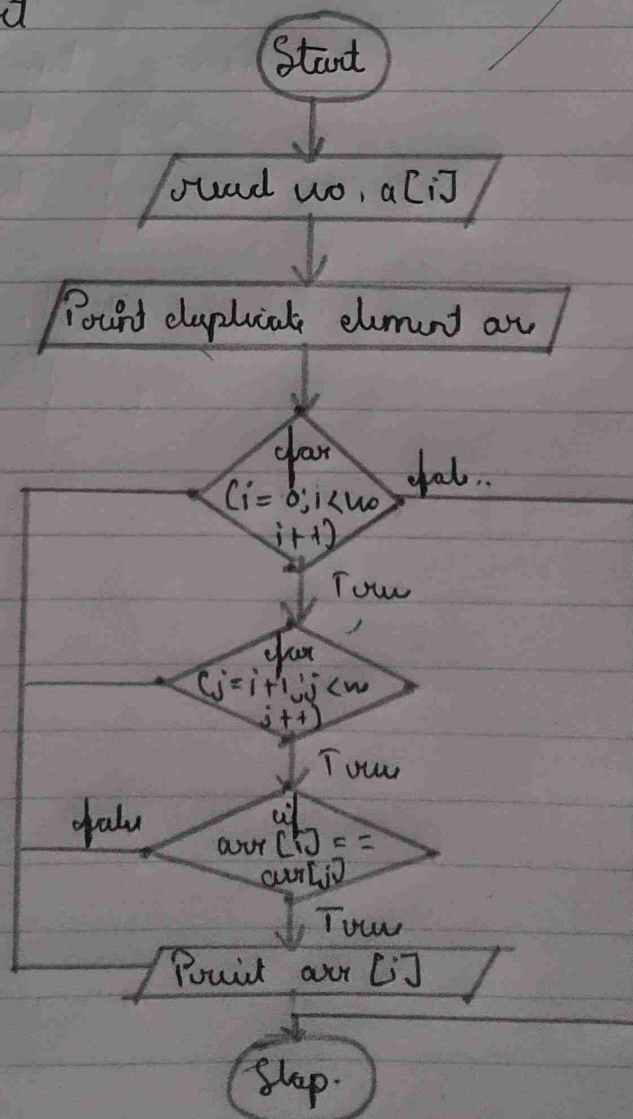 Start
read no, a[i]
Print duplicate element are
for
(i = 0; i < no
i++)
fal..
True
for
(j = i+1; j < n
j++)
True
false
if
arr [i] = =
arr[j]
True
Print arr [i]
Stop.